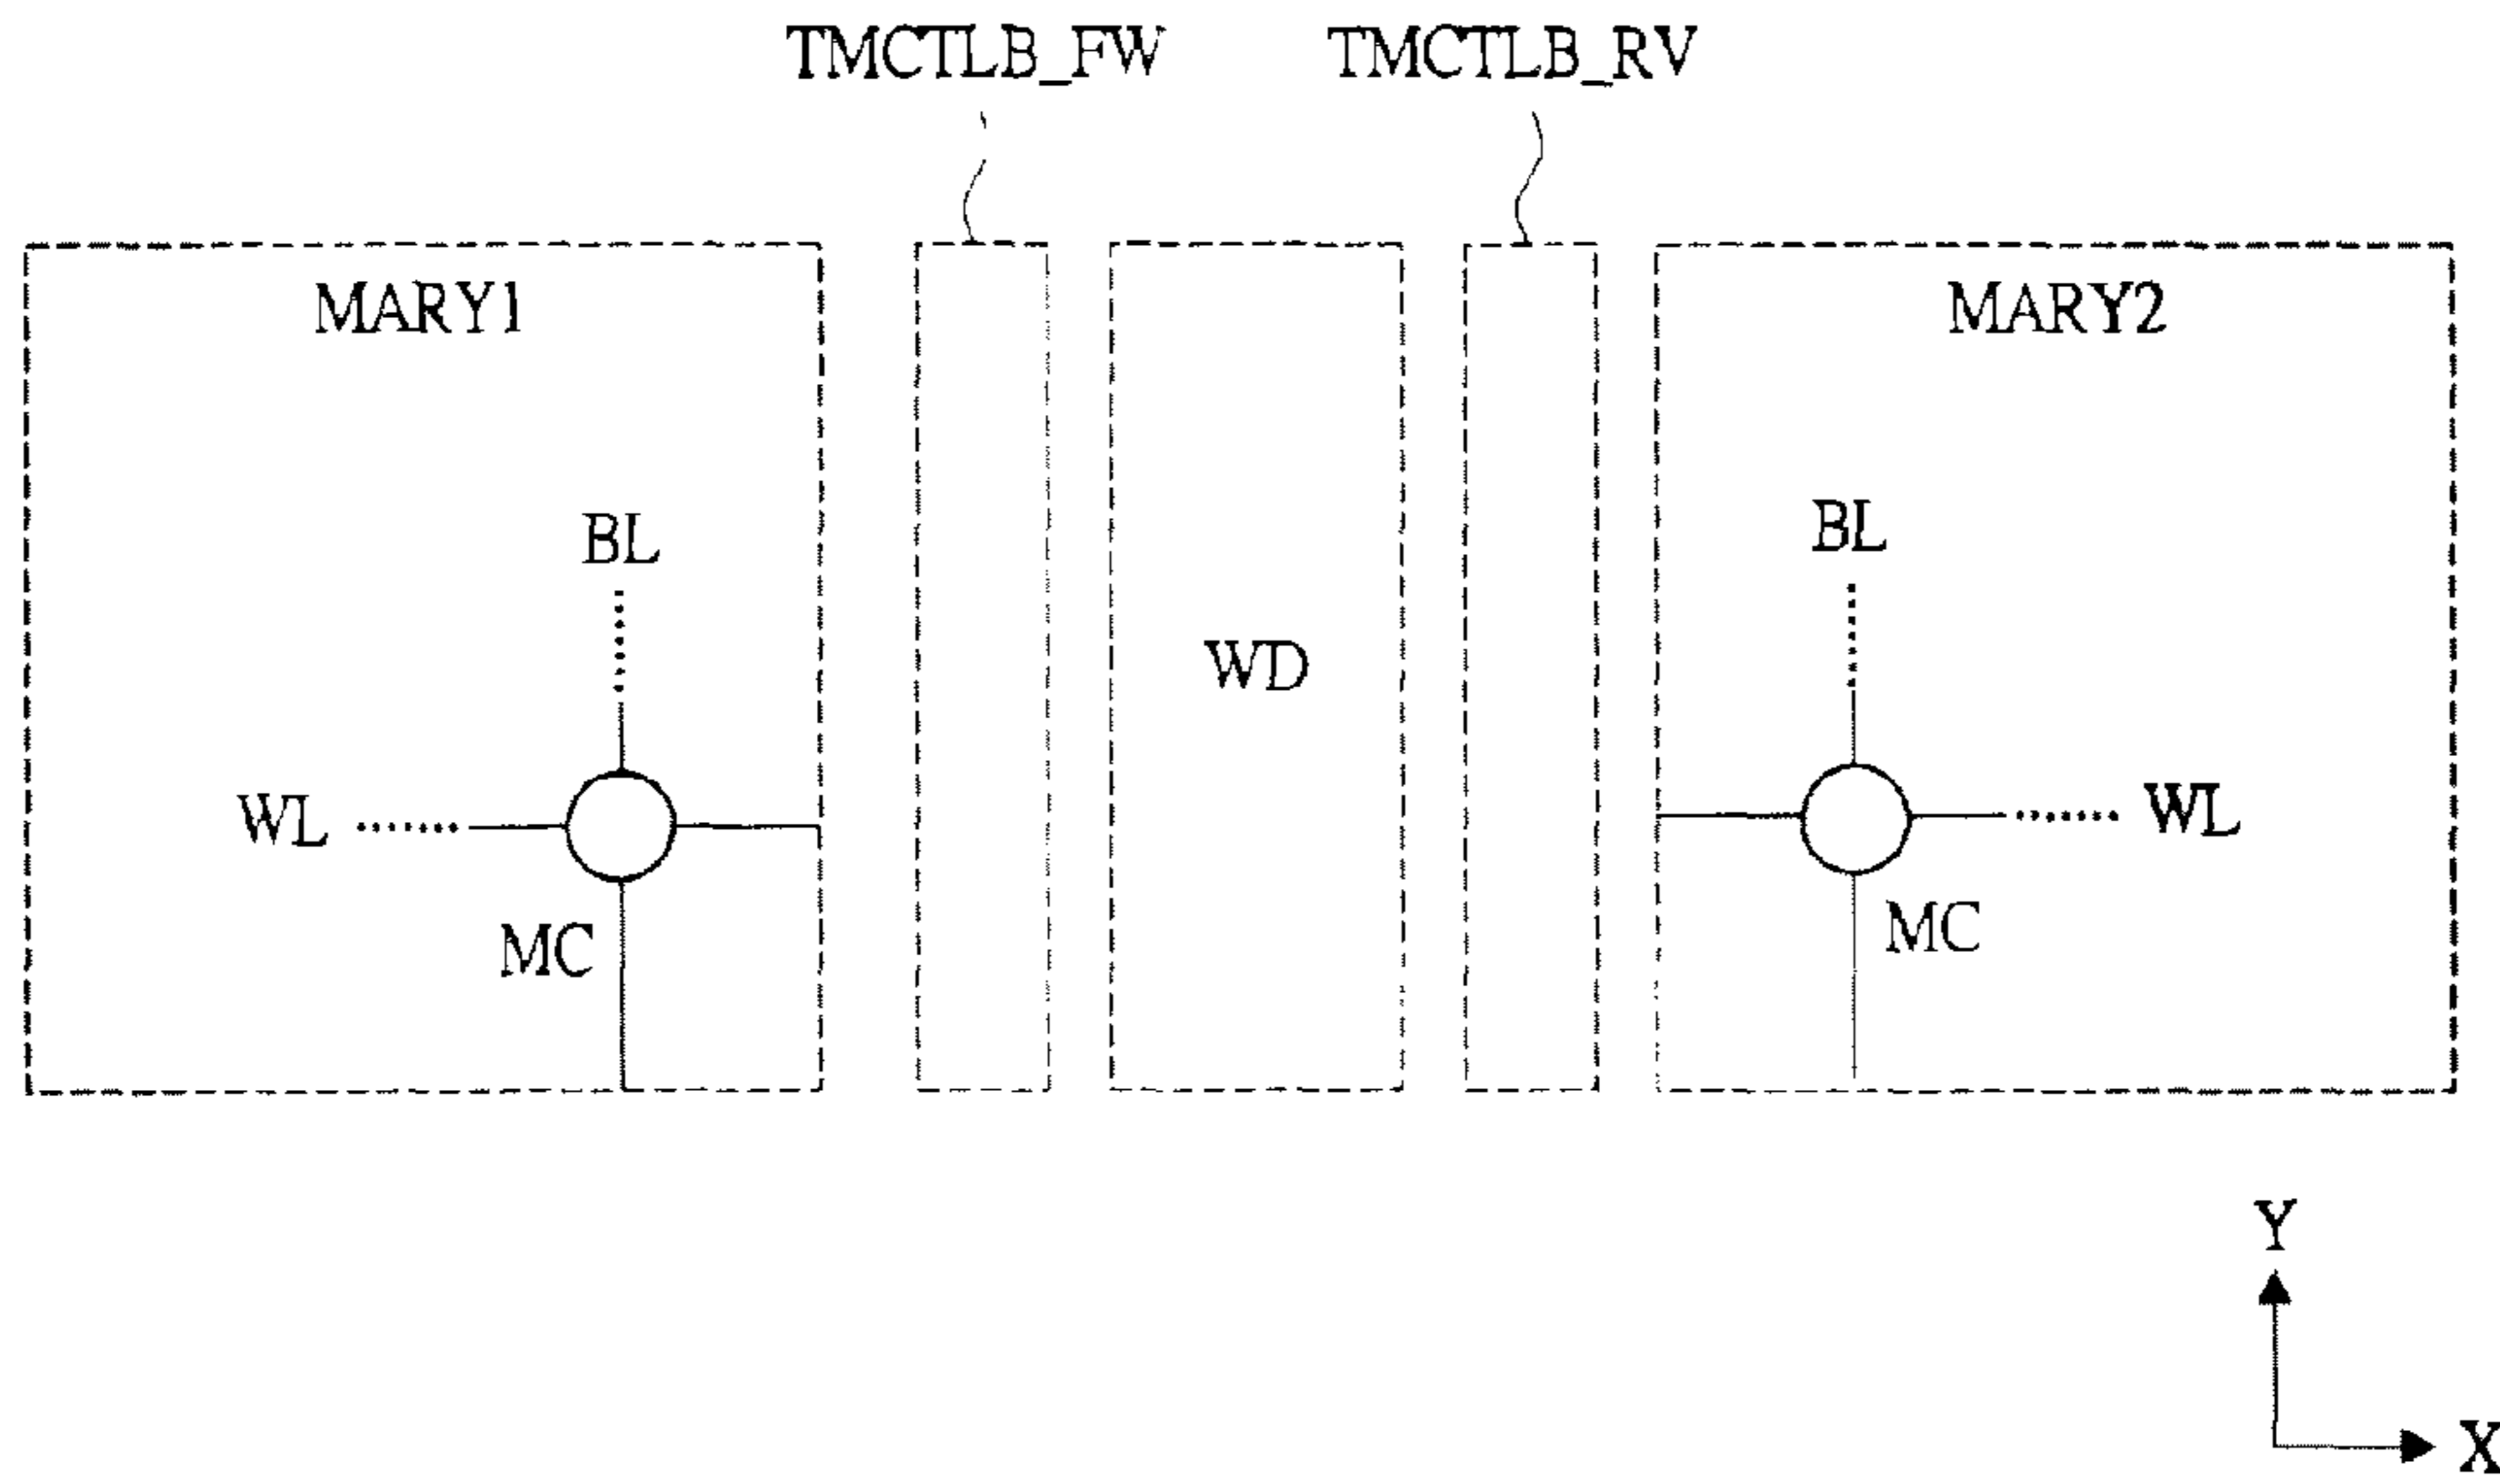 TMCTLB_FW TMCTLB_RV
MARY1
MARY2
BL
BL
WD
WL
WL
MC
MC
Y
X